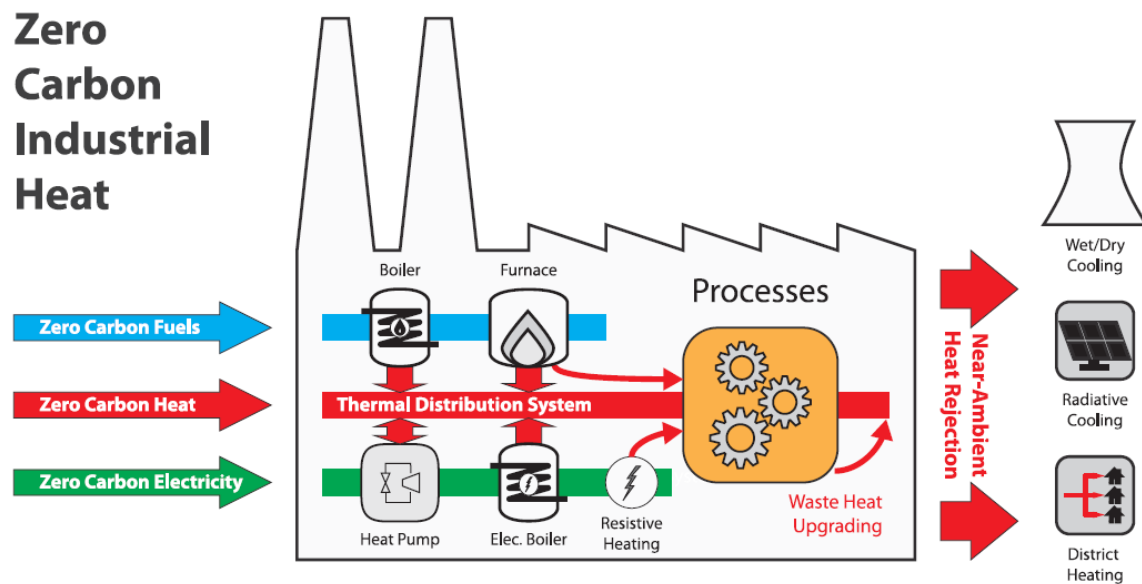 Zero
Carbon
Industrial
Heat
Boiler
Furnace
Processes
Zero Carbon Fuels
Zero Carbon Heat
Thermal Distribution System
Zero Carbon Electricity
Heat Pump
Elec. Boiler
Resistive
Heating
Waste Heat
Upgrading
Near-Ambient
Heat Rejection
Wet/Dry
Cooling
Radiative
Cooling
District
Heating